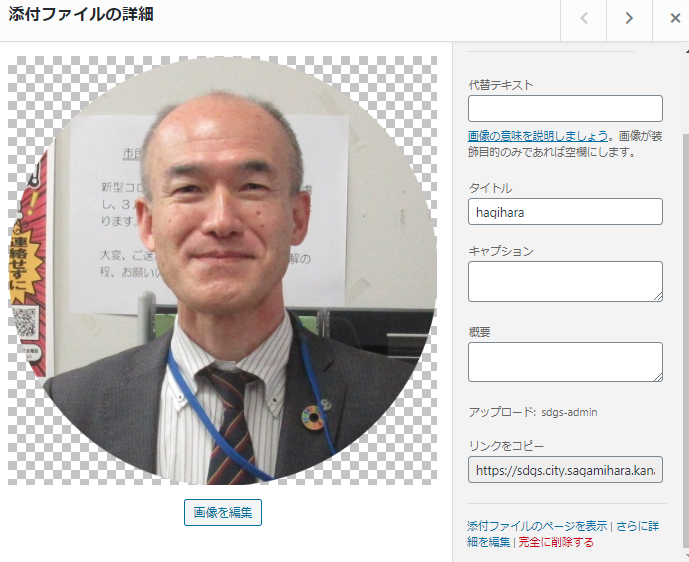 添付ファイルの詳細
代替テキスト
画像の意味を説明しましょう。画像が装
飾目的のみであれば空欄にします。
タイトル
hagihara
キャプション
概要
アップロード: sdgs-admin
リンクをコピー
https://sdgs.city.sagamihara.kana
添付ファイルのページを表示 | さらに詳
細を編集 | 完全に削除する
画像を編集
市民
新型コロ
し、3月
ります。
大変、ご迷
解の
程、お願いい
!
連絡せずに